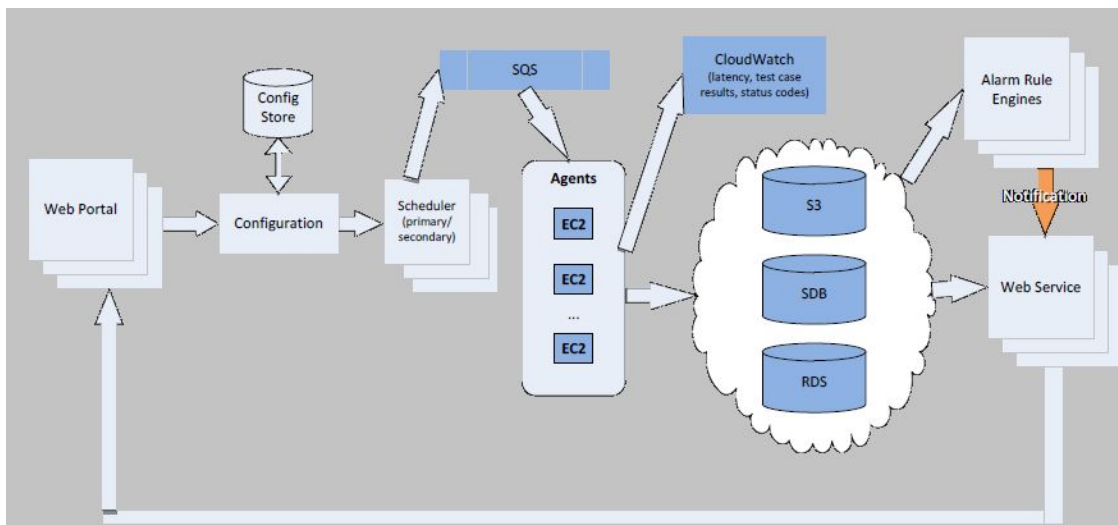 SQS
CloudWatch
(latency, test case
results, status codes)
Alarm Rule
Engines
Config
Store
Agents
Web Portal
Configuration
Scheduler
(primary/
secondary)
EC2
EC2
...
EC2
S3
SDB
RDS
Notification
Web Service